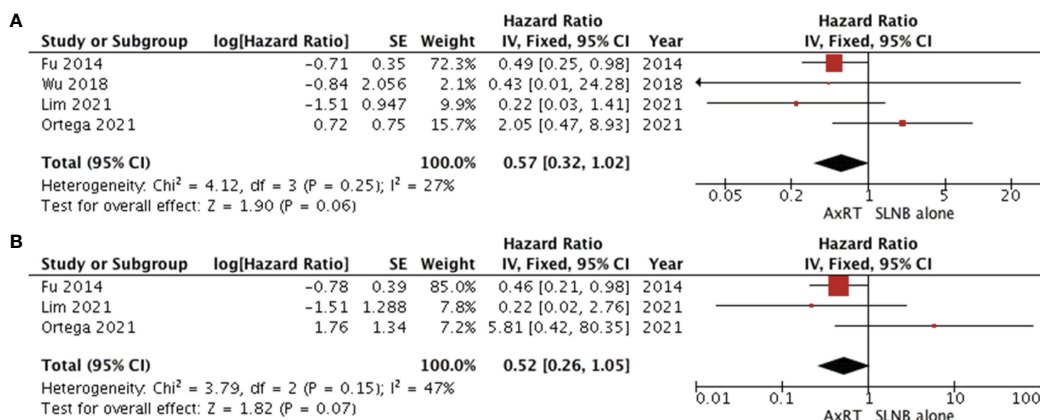 A
Hazard Ratio Hazard Ratio
Study or Subgroup log[Hazard Ratio] SE Weight IV, Fixed, 95% CI Year IV, Fixed, 95% CI
Fu 2014 −0.71 0.35 72.3% 0.49 [0.25, 0.98] 2014
Wu 2018 −0.84 2.056 2.1% 0.43 [0.01, 24.28] 2018
Lim 2021 −1.51 0.947 9.9% 0.22 [0.03, 1.41] 2021
Ortega 2021 0.72 0.75 15.7% 2.05 [0.47, 8.93] 2021
Total (95% CI) 100.0% 0.57 [0.32, 1.02]
Heterogeneity: Chi² = 4.12, df = 3 (P = 0.25); I² = 27%
Test for overall effect: Z = 1.90 (P = 0.06)
0.05 0.2 1 5 20
AxRT SLNB alone
B
Hazard Ratio Hazard Ratio
Study or Subgroup log[Hazard Ratio] SE Weight IV, Fixed, 95% CI Year IV, Fixed, 95% CI
Fu 2014 −0.78 0.39 85.0% 0.46 [0.21, 0.98] 2014
Lim 2021 −1.51 1.288 7.8% 0.22 [0.02, 2.76] 2021
Ortega 2021 1.76 1.34 7.2% 5.81 [0.42, 80.35] 2021
Total (95% CI) 100.0% 0.52 [0.26, 1.05]
Heterogeneity: Chi² = 3.79, df = 2 (P = 0.15); I² = 47%
Test for overall effect: Z = 1.82 (P = 0.07)
0.01 0.1 1 10 100
AxRT SLNB alone